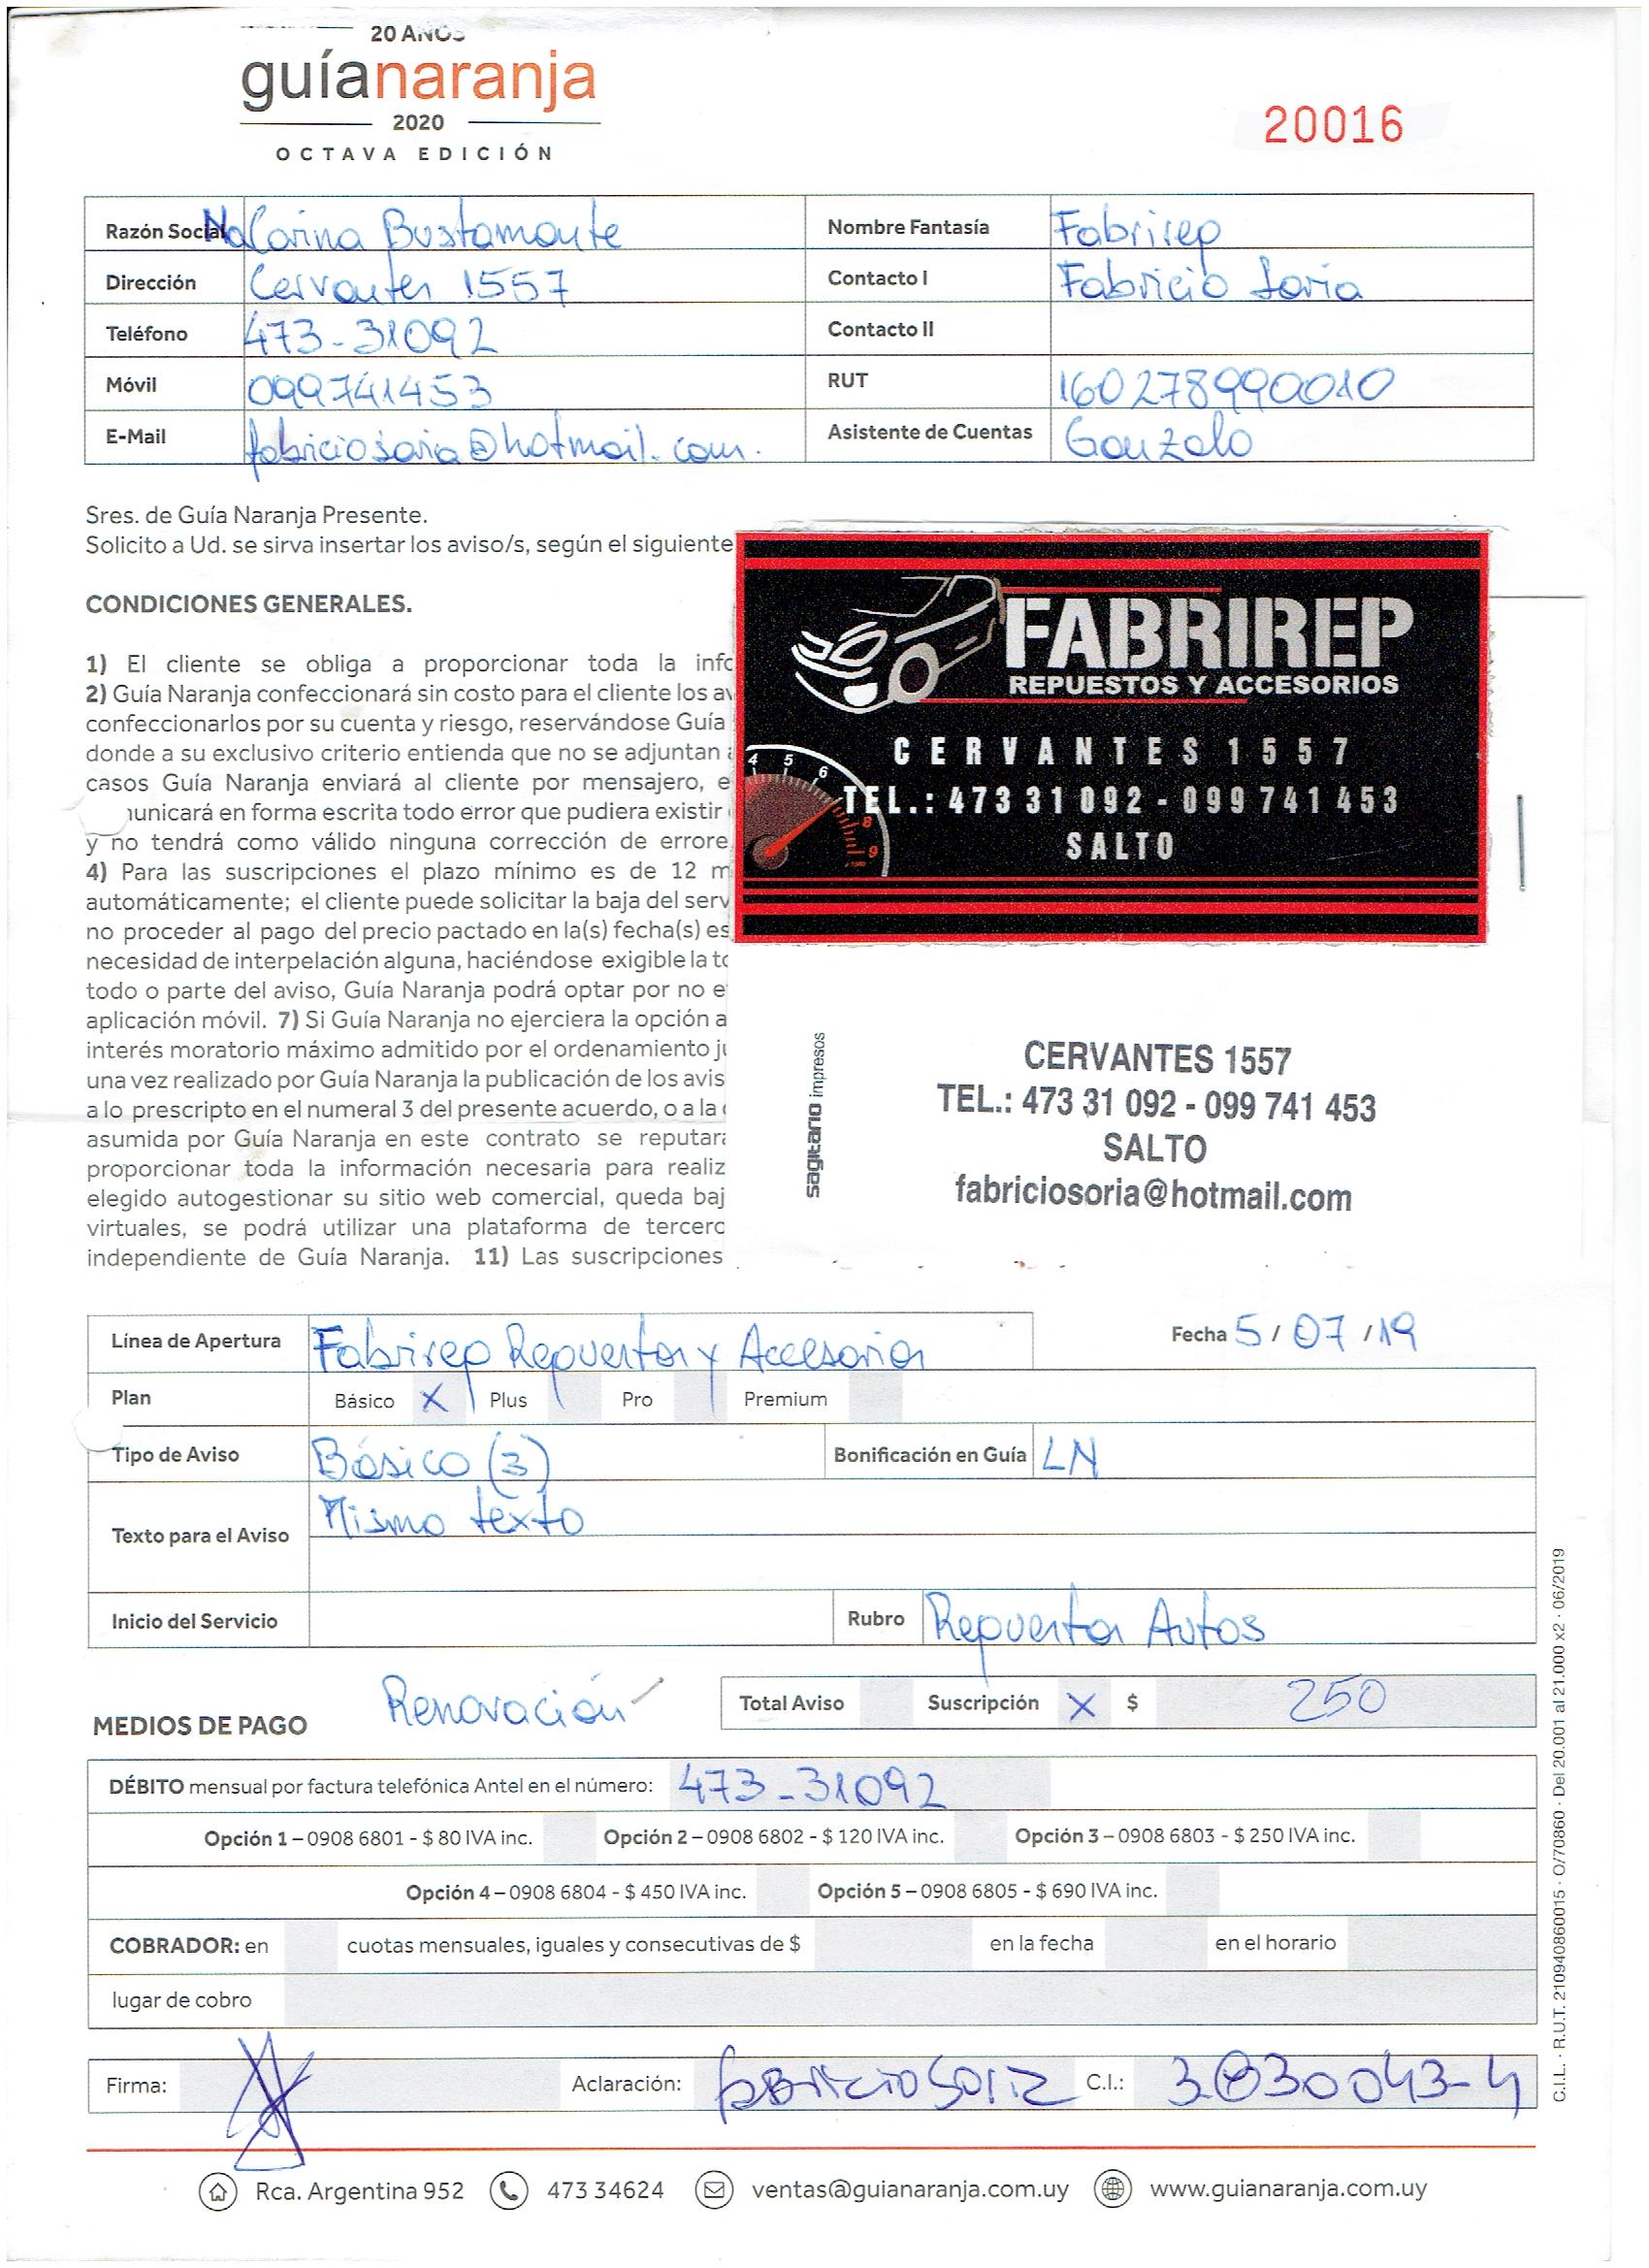 20 AÑOS
guíanaranja
2020
OCTAVA EDICIÓN
20016
Razón Social Na Carina Bustamante Nombre Fantasía Fabrirep
Dirección Cervantes 1557 Contacto I Fabricio Soria
Teléfono 473-31092 Contacto II
Móvil 099741453 RUT 160278990010
E-Mail fabriciosoria@hotmail.com. Asistente de Cuentas Gonzalo
Sres. de Guía Naranja Presente.
Solicito a Ud. se sirva insertar los aviso/s, según el siguiente
CONDICIONES GENERALES.
1) El cliente se obliga a proporcionar toda la
2) Guía Naranja confeccionará sin costo para el cliente los
confeccionarlos por su cuenta y riesgo, reservándose Guía
donde a su exclusivo criterio entienda que no se adjuntan
casos Guía Naranja enviará al cliente por mensajero,
unicará en forma escrita todo error que pudiera existir
y no tendrá como válido ninguna corrección de errore
4) Para las suscripciones el plazo mínimo es de 12 m
automáticamente; el cliente puede solicitar la baja del serv
no proceder al pago del precio pactado en la(s) fecha(s) es
necesidad de interpelación alguna, haciéndose exigible la
todo o parte del aviso, Guía Naranja podrá optar por no e
aplicación móvil. 7) Si Guía Naranja no ejerciera la opción a
interés moratorio máximo admitido por el ordenamiento
una vez realizado por Guía Naranja la publicación de los avis
a lo prescripto en el numeral 3 del presente acuerdo, o a la
asumida por Guía Naranja en este contrato se reputará
proporcionar toda la información necesaria para realiz
elegido autogestionar su sitio web comercial, queda baj
virtuales, se podrá utilizar una plataforma de tercero
independiente de Guía Naranja. 11) Las suscripciones
FABRIREP
REPUESTOS Y ACCESORIOS
CERVANTES 1557
TEL.: 473 31 092 - 099 741 453
SALTO
4 5 6 8 9
sagitario impresos
CERVANTES 1557
TEL.: 473 31 092 - 099 741 453
SALTO
fabriciosoria@hotmail.com
Línea de Apertura Fabrirep Repuestos y Accesorios Fecha 5/07/19
Plan Básico X Plus Pro Premium
Tipo de Aviso Básico (3) Bonificación en Guía LN
Texto para el Aviso Mismo texto
Inicio del Servicio Rubro Repuestos Autos
MEDIOS DE PAGO Renovación Total Aviso Suscripción X $ 250
DÉBITO mensual por factura telefónica Antel en el número: 473-31092
Opción 1 – 0908 6801 - $ 80 IVA inc. Opción 2 – 0908 6802 - $ 120 IVA inc. Opción 3 – 0908 6803 - $ 250 IVA inc.
Opción 4 – 0908 6804 - $ 450 IVA inc. Opción 5 – 0908 6805 - $ 690 IVA inc.
COBRADOR: en cuotas mensuales, iguales y consecutivas de $ en la fecha en el horario
lugar de cobro
Firma: Aclaración: fabricio Soria C.I.: 3030043-4
Rca. Argentina 952 473 34624 ventas@guianaranja.com.uy www.guianaranja.com.uy
C.I.L. · R.U.T. 210940860015 · O/70860 · Del 20.001 al 21.000 x2 · 06/2019